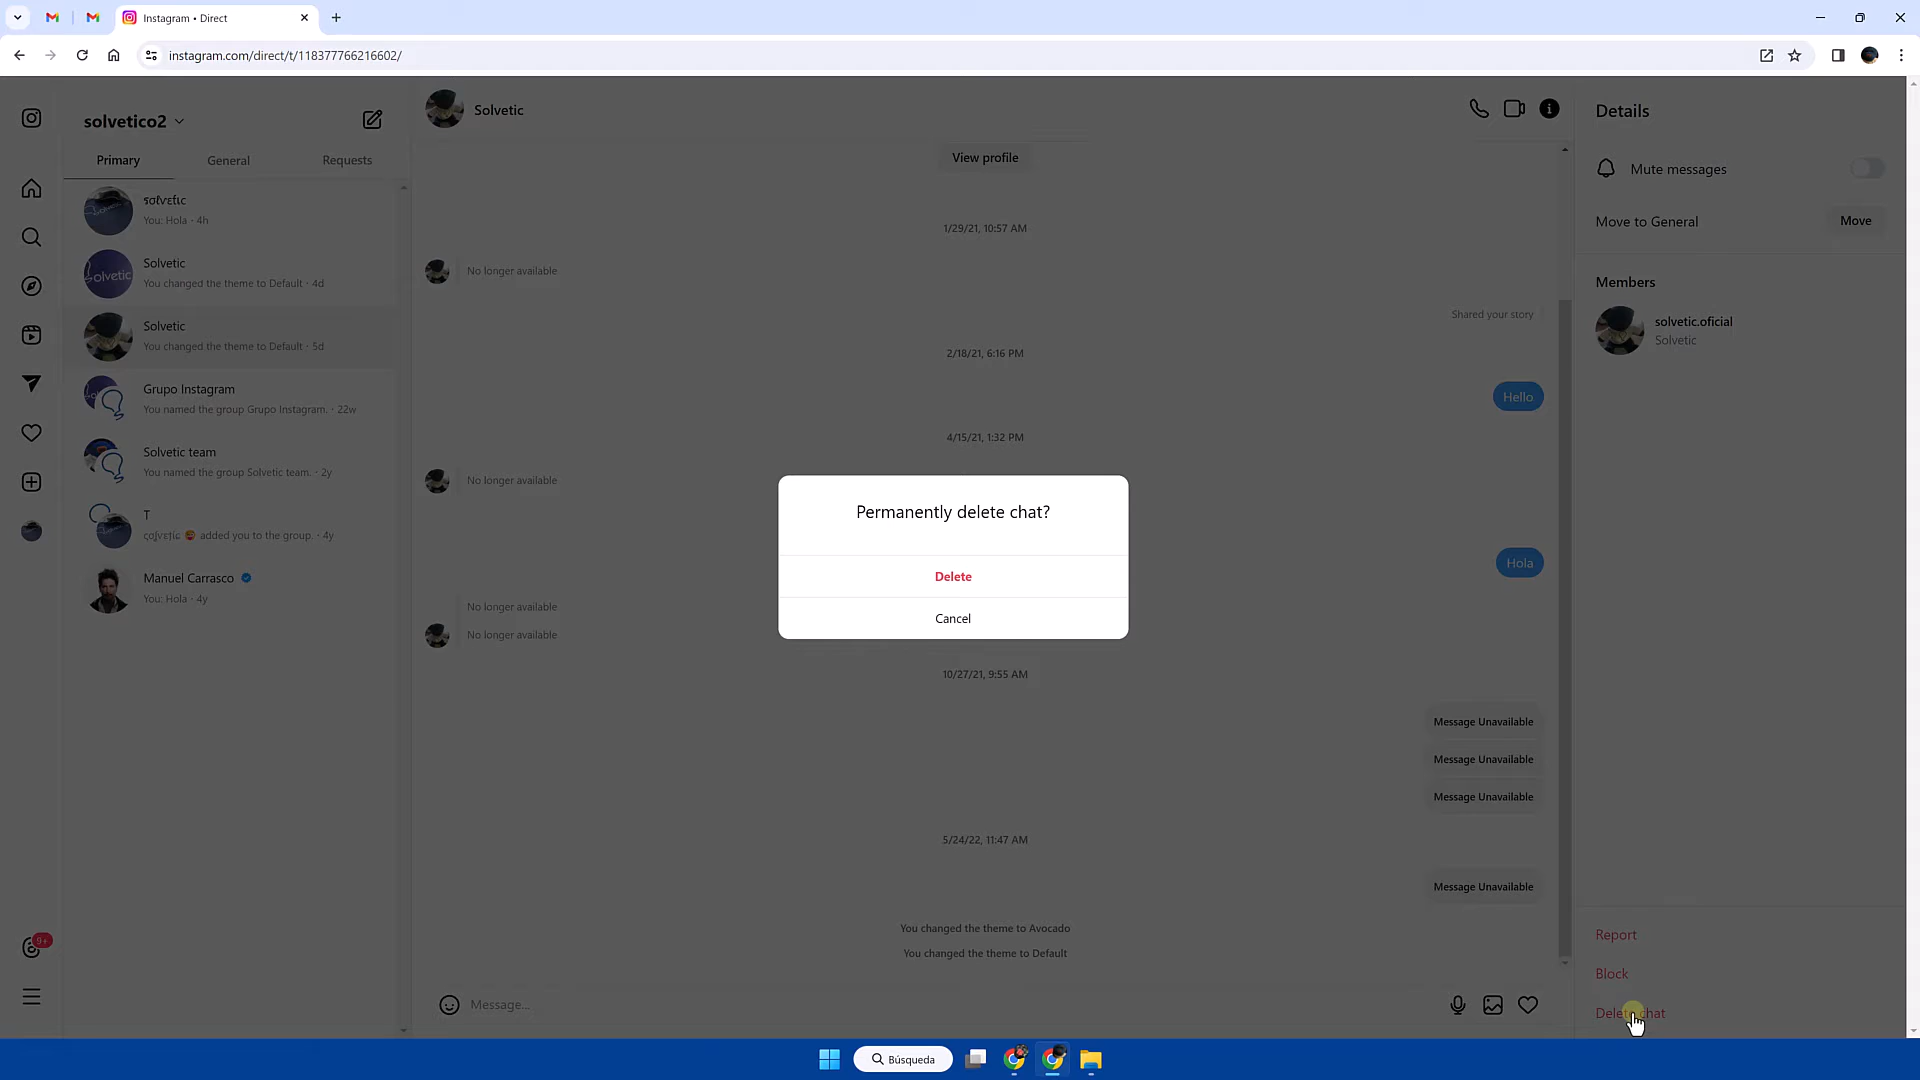 Instagram • Direct
instagram.com/direct/t/118377766216602/
solvetico2
Primary
General
Requests
You: Hola · 4h
Solvetic
You changed the theme to Default · 4d
Solvetic
You changed the theme to Default · 5d
Grupo Instagram
You named the group Grupo Instagram. · 22w
Solvetic team
You named the group Solvetic team. · 2y
T
added you to the group. · 4y
Manuel Carrasco
You: Hola · 4y
9+
Solvetic
View profile
1/29/21, 10:57 AM
No longer available
Shared your story
2/18/21, 6:16 PM
Hello
4/15/21, 1:32 PM
No longer available
Hola
No longer available
No longer available
10/27/21, 9:55 AM
Message Unavailable
Message Unavailable
Message Unavailable
5/24/22, 11:47 AM
Message Unavailable
You changed the theme to Avocado
You changed the theme to Default
Message...
Permanently delete chat?
Delete
Cancel
Details
Mute messages
Move to General
Move
Members
solvetic.oficial
Solvetic
Report
Block
Delete chat
Búsqueda